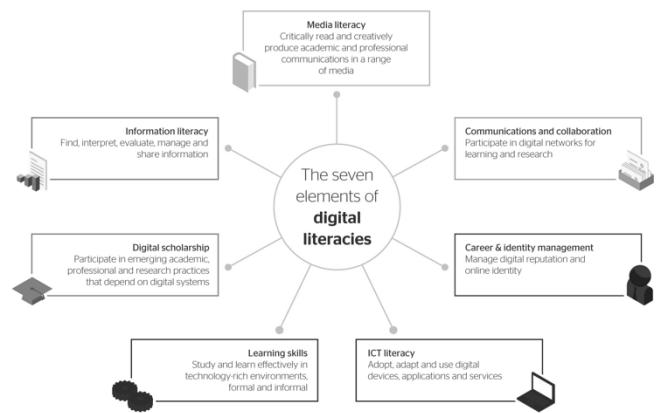 Media literacy
Critically read and creatively
produce academic and professional
communications in a range
of media
Information literacy
Find, interpret, evaluate, manage and
share information
Communications and collaboration
Participate in digital networks for
learning and research
The seven
elements of
digital
literacies
Digital scholarship
Participate in emerging academic,
professional and research practices
that depend on digital systems
Career & identity management
Manage digital reputation and
online identity
Learning skills
Study and learn effectively in
technology-rich environments,
formal and informal
ICT literacy
Adopt, adapt and use digital
devices, applications and services